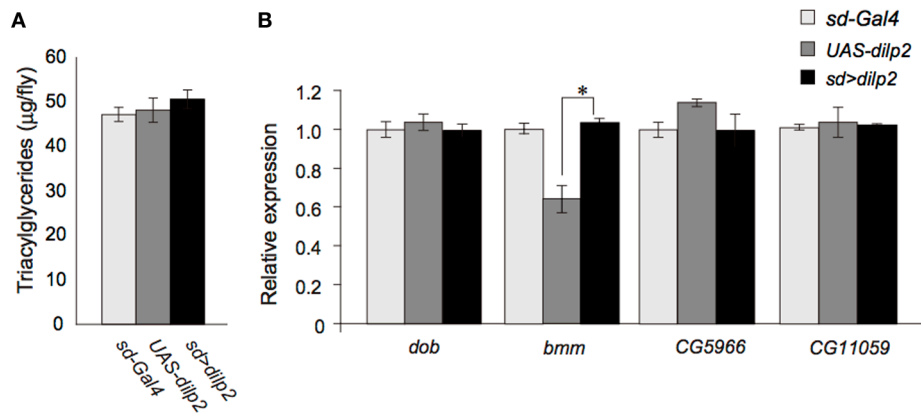 A
Triacylglycerides (µg/fly)
60
50
40
30
20
10
0
sd-Gal4
UAS-dilp2
sd>dilp2
B
sd-Gal4
UAS-dilp2
sd>dilp2
Relative expression
1.2
1.0
0.8
0.6
0.4
0.2
0
*
dob
bmm
CG5966
CG11059